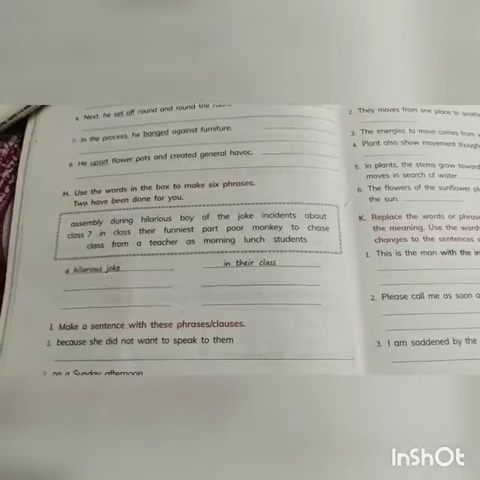 6. Next, he set off round and round the room.
7. In the process, he banged against furniture.
8. He upset flower pots and created general havoc.
H. Use the words in the box to make six phrases.
Two have been done for you.
assembly during hilarious boy of the joke incidents about
class 7 in class their funniest part poor monkey to chase
class from a teacher as morning lunch students
a hilarious joke
in their class
I. Make a sentence with these phrases/clauses.
1. because she did not want to speak to them
2. on a Sunday afternoon
2. They moves from one place to
3. The energies to move comes from
4. Plant also show movement though
5. In plants, the stems grow
moves in search of water.
6. The flowers of the sunflower
the sun.
K. Replace the words or
the meaning. Use the
changes to the sentences
1. This is the man with the
2. Please call me as soon a
3. I am saddened by the
InShOt